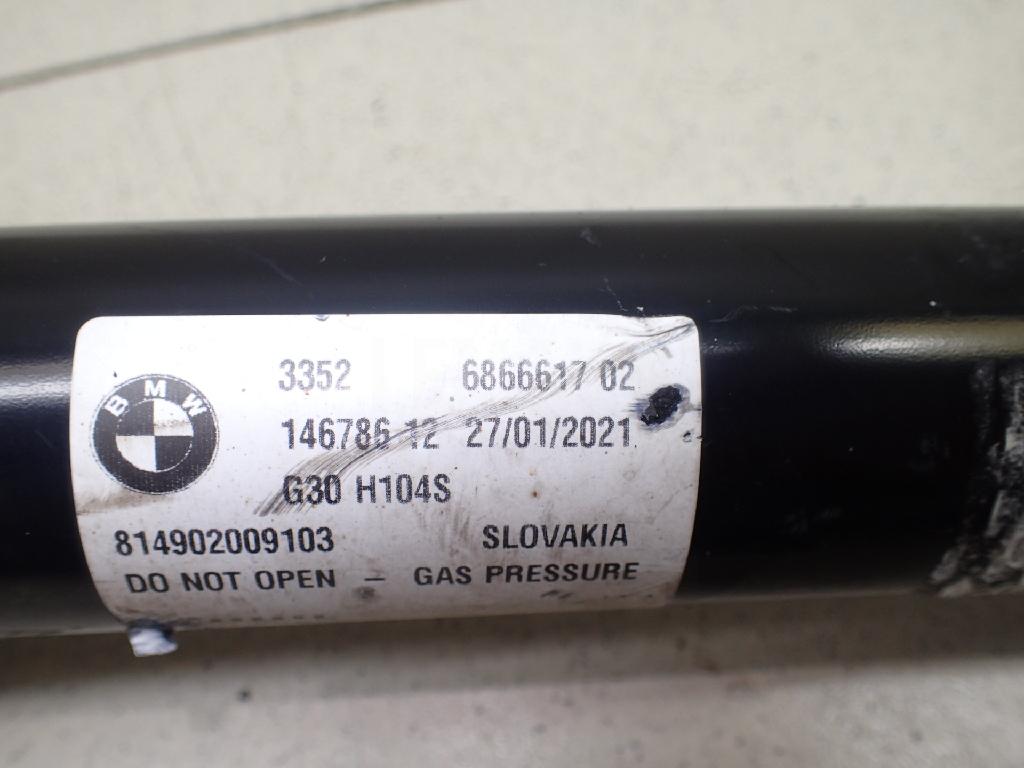 BMW
3352 6866617 02
146786 12 27/01/2021
G30 H104S
814902009103 SLOVAKIA
DO NOT OPEN – GAS PRESSURE